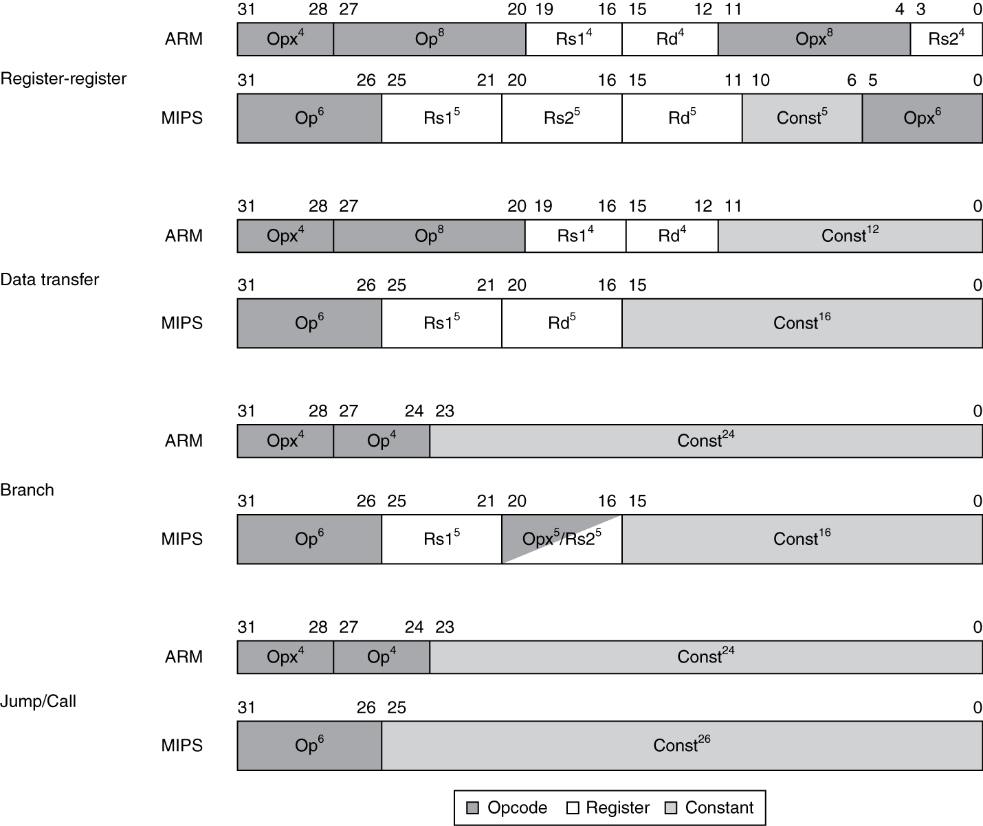 31 28 27 20 19 16 15 12 11 4 3 0
ARM Opx4 Op8 Rs14 Rd4 Opx8 Rs24
Register-register
31 26 25 21 20 16 15 11 10 6 5 0
MIPS Op6 Rs15 Rs25 Rd5 Const5 Opx6
31 28 27 20 19 16 15 12 11 0
ARM Opx4 Op8 Rs14 Rd4 Const12
Data transfer
31 26 25 21 20 16 15 0
MIPS Op6 Rs15 Rd5 Const16
31 28 27 24 23 0
ARM Opx4 Op4 Const24
Branch
31 26 25 21 20 16 15 0
MIPS Op6 Rs15 Opx5/Rs25 Const16
31 28 27 24 23 0
ARM Opx4 Op4 Const24
Jump/Call
31 26 25 0
MIPS Op6 Const26
Opcode Register Constant